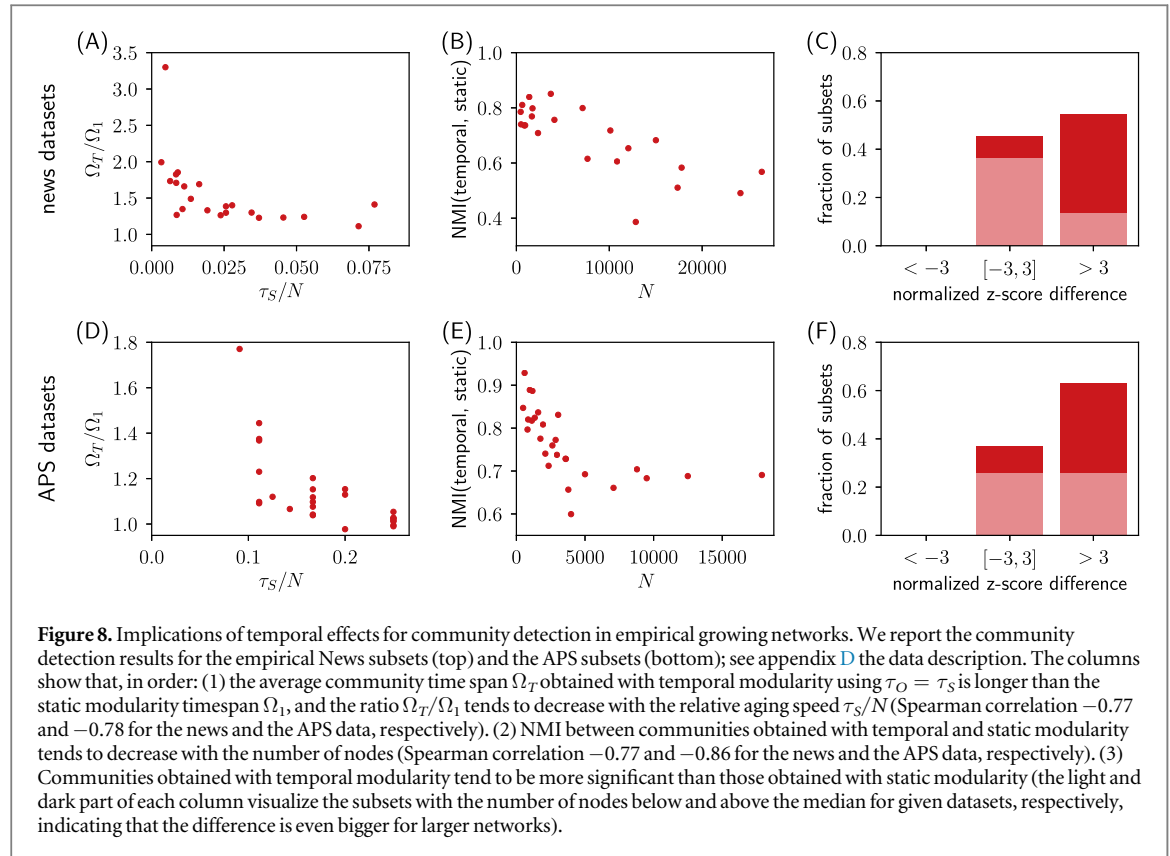 (A)
(B)
(C)
news datasets
Ω_T/Ω_1
3.5
3.0
2.5
2.0
1.5
1.0
0.000 0.025 0.050 0.075
τ_S/N
NMI(temporal, static)
1.0
0.8
0.6
0.4
0 10000 20000
N
fraction of subsets
0.8
0.6
0.4
0.2
0.0
< −3 [−3, 3] > 3
normalized z-score difference
(D)
(E)
(F)
APS datasets
Ω_T/Ω_1
1.8
1.6
1.4
1.2
1.0
0.0 0.1 0.2
τ_S/N
NMI(temporal, static)
1.0
0.9
0.8
0.7
0.6
0 5000 10000 15000
N
fraction of subsets
0.8
0.6
0.4
0.2
0.0
< −3 [−3, 3] > 3
normalized z-score difference
Figure 8. Implications of temporal effects for community detection in empirical growing networks. We report the community
detection results for the empirical News subsets (top) and the APS subsets (bottom); see appendix D the data description. The columns
show that, in order: (1) the average community time span Ω_T obtained with temporal modularity using τ_O = τ_S is longer than the
static modularity timespan Ω_1, and the ratio Ω_T/Ω_1 tends to decrease with the relative aging speed τ_S/N (Spearman correlation −0.77
and −0.78 for the news and the APS data, respectively). (2) NMI between communities obtained with temporal and static modularity
tends to decrease with the number of nodes (Spearman correlation −0.77 and −0.86 for the news and the APS data, respectively). (3)
Communities obtained with temporal modularity tend to be more significant than those obtained with static modularity (the light and
dark part of each column visualize the subsets with the number of nodes below and above the median for given datasets, respectively,
indicating that the difference is even bigger for larger networks).